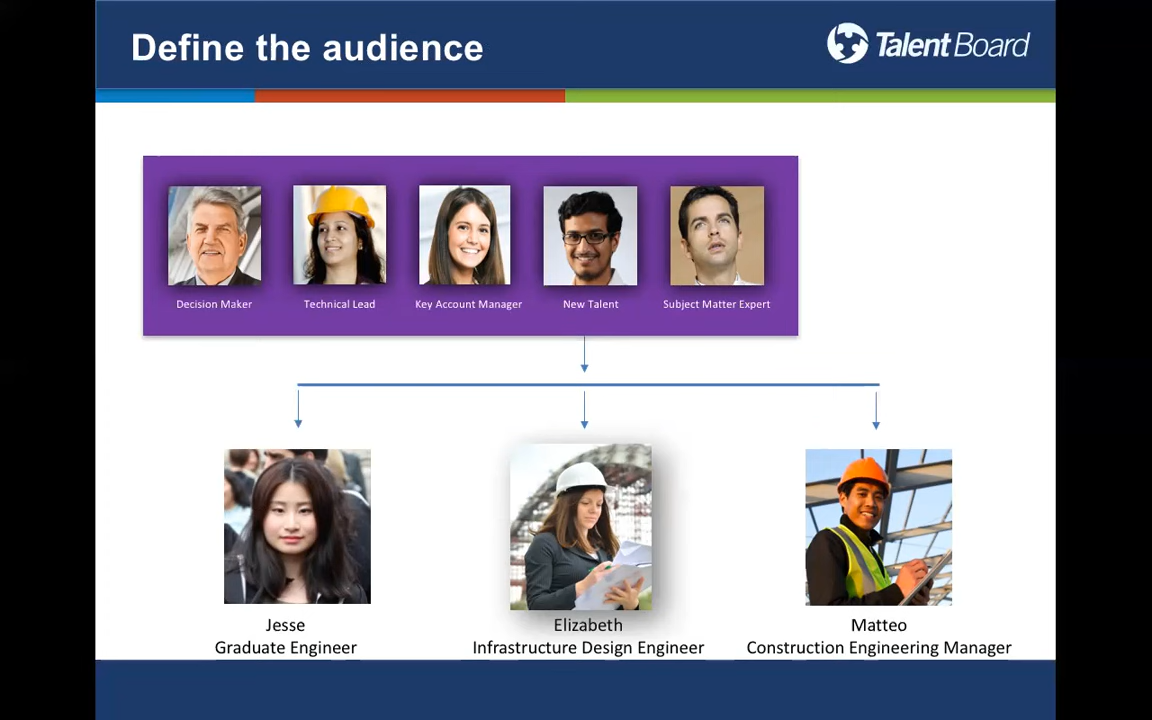 Define the audience
Talent Board
Decision Maker
Technical Lead
Key Account Manager
New Talent
Subject Matter Expert
Jesse
Graduate Engineer
Elizabeth
Infrastructure Design Engineer
Matteo
Construction Engineering Manager